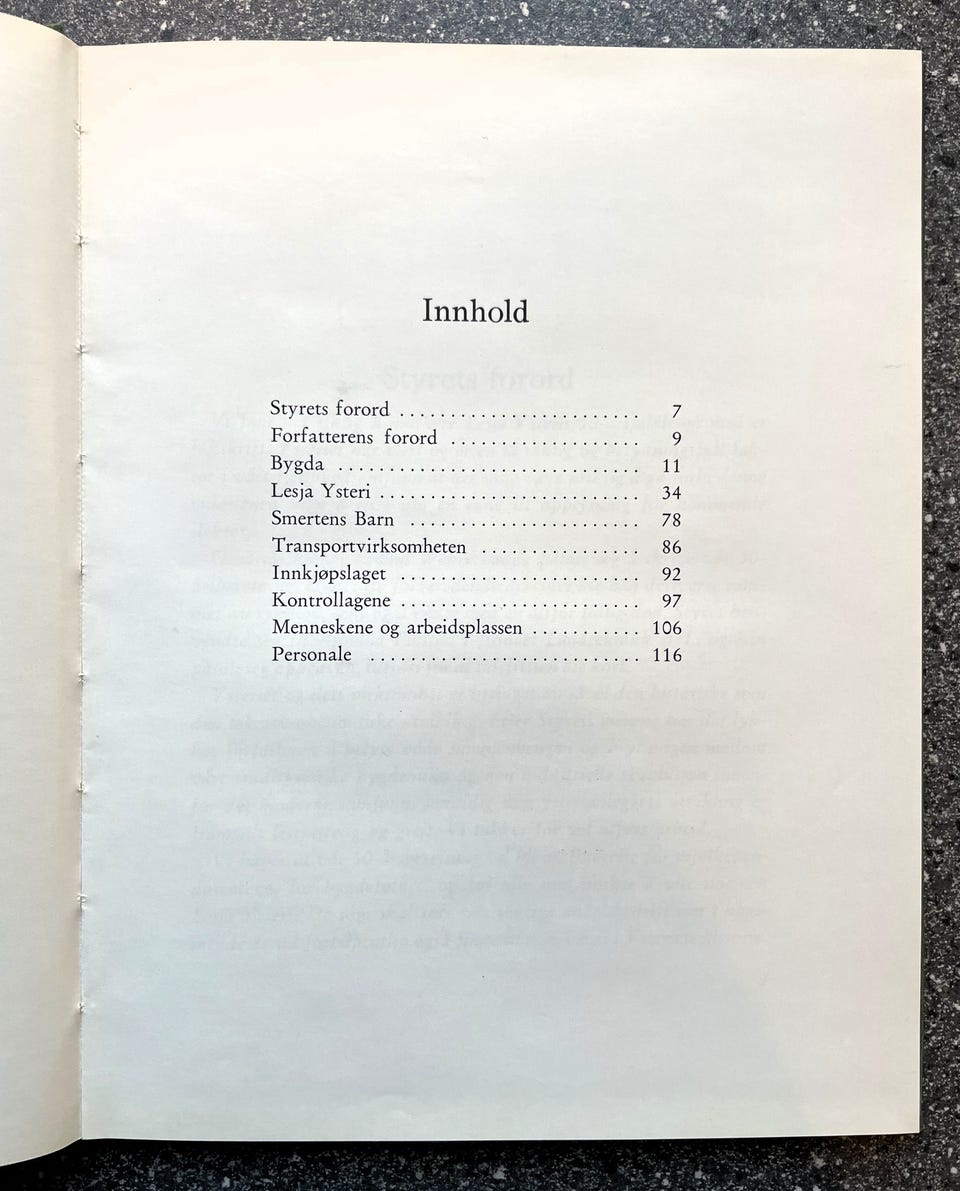 Innhold
Styrets forord ........................ 7
Forfatterens forord ................... 9
Bygda .............................. 11
Lesja Ysteri .......................... 34
Smertens Barn ....................... 78
Transportvirksomheten ................ 86
Innkjøpslaget ........................ 92
Kontrollagene ........................ 97
Menneskene og arbeidsplassen ........... 106
Personale ........................... 116